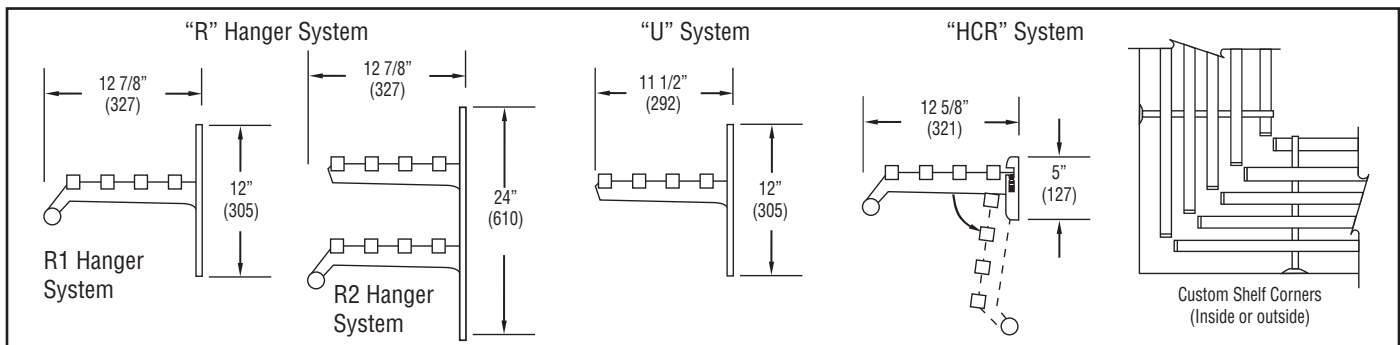 “R” Hanger System
12 7/8”
(327)
12”
(305)
R1 Hanger
System
12 7/8”
(327)
24”
(610)
R2 Hanger
System
“U” System
11 1/2”
(292)
12”
(305)
“HCR” System
12 5/8”
(321)
5”
(127)
Custom Shelf Corners
(Inside or outside)